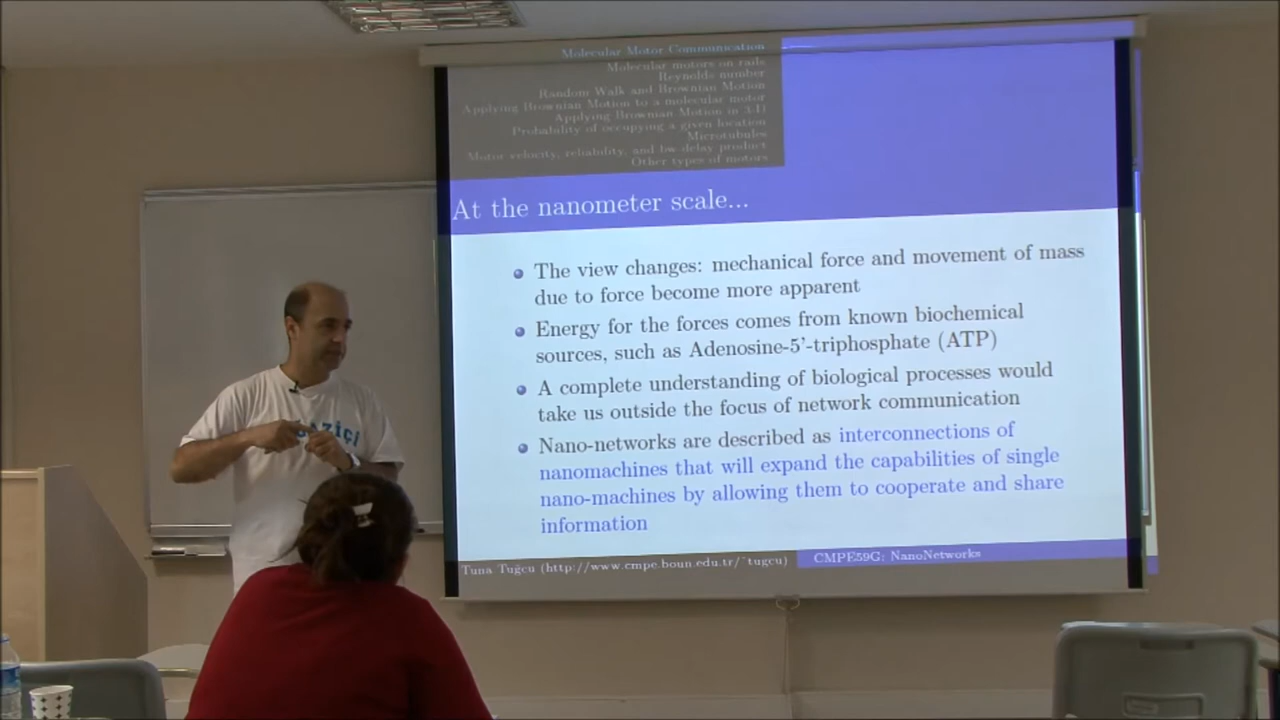 Molecular Motor Communication
Molecular motors on rails
Reynolds number
Random Walk and Brownian Motion
Applying Brownian Motion to a molecular motor
Applying Brownian Motion in 3-D
Probability of occupying a given location
Microtubules
Motor velocity, reliability, and bw delay product
Other types of motors
At the nanometer scale...
The view changes: mechanical force and movement of mass
due to force become more apparent
Energy for the forces comes from known biochemical
sources, such as Adenosine-5'-triphosphate (ATP)
A complete understanding of biological processes would
take us outside the focus of network communication
Nano-networks are described as interconnections of
nanomachines that will expand the capabilities of single
nano-machines by allowing them to cooperate and share
information
Tuna Tuğcu (http://www.cmpe.boun.edu.tr/~tugcu)
CMPE59G: NanoNetworks